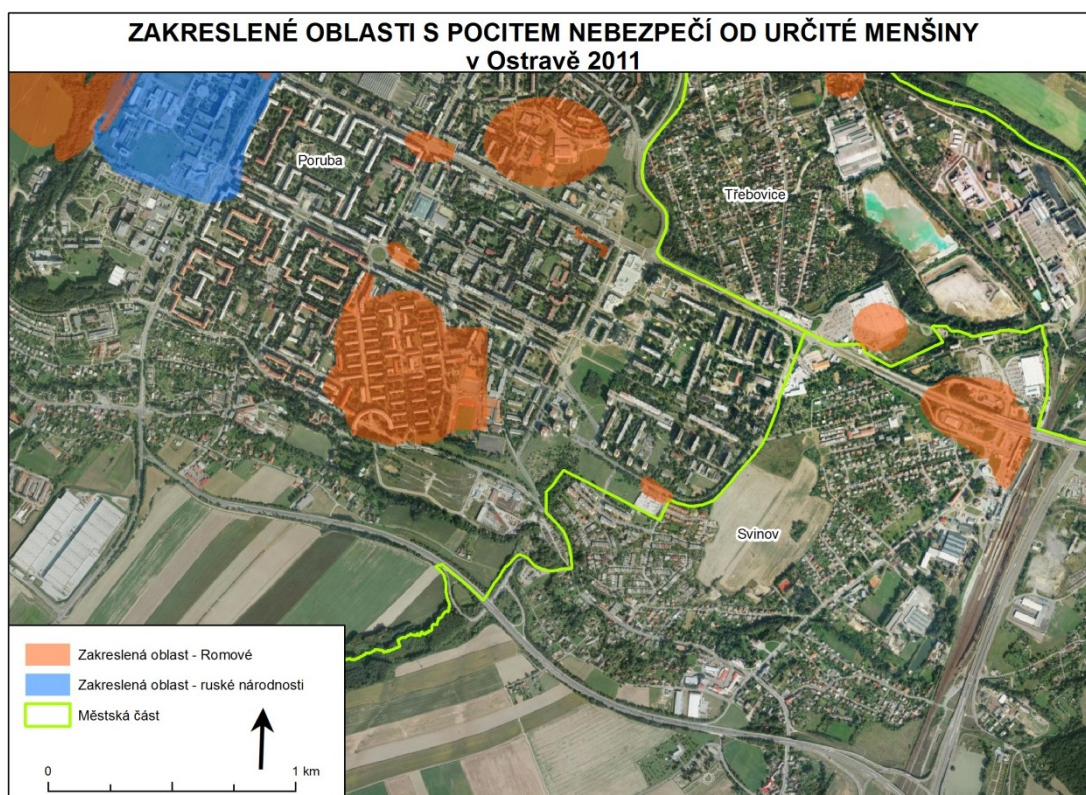 ZAKRESLENÉ OBLASTI S POCITEM NEBEZPEČÍ OD URČITÉ MENŠINY
v Ostravě 2011
Poruba
Třebovice
Svinov
Zakreslená oblast - Romové
Zakreslená oblast - ruské národnosti
Městská část
0 1 km